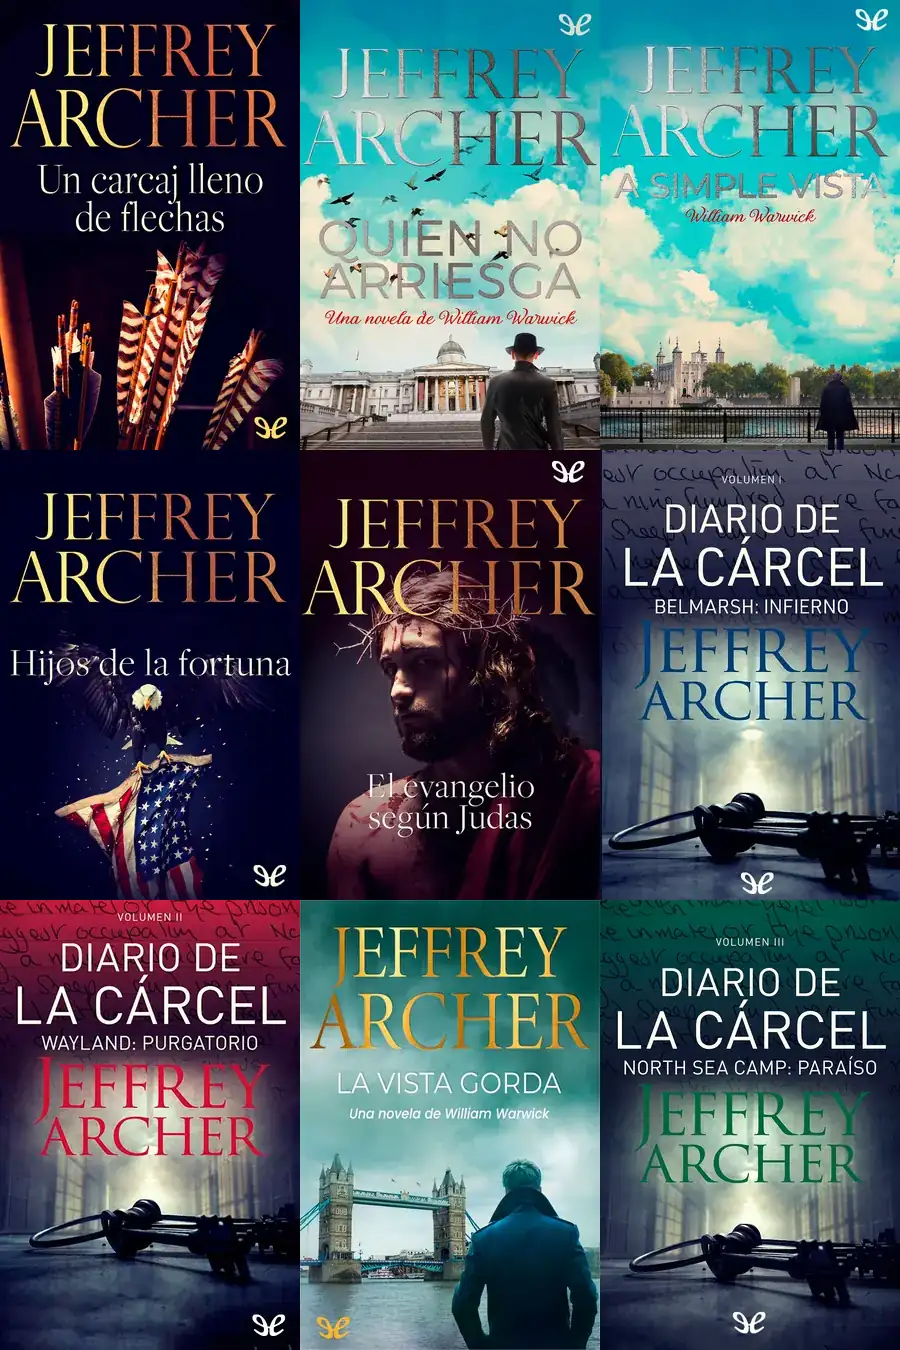 JEFFREY
ARCHER
Un carcaj lleno
de flechas
JEFFREY
ARCHER
QUIEN NO
ARRIESGA
Una novela de William Warwick
JEFFREY
ARCHER
A SIMPLE VISTA
William Warwick
JEFFREY
ARCHER
Hijos de la fortuna
JEFFREY
ARCHER
El evangelio
según Judas
VOLUMEN I
DIARIO DE
LA CÁRCEL
BELMARSH: INFIERNO
JEFFREY
ARCHER
VOLUMEN II
DIARIO DE
LA CÁRCEL
WAYLAND: PURGATORIO
JEFFREY
ARCHER
JEFFREY
ARCHER
LA VISTA GORDA
Una novela de William Warwick
VOLUMEN III
DIARIO DE
LA CÁRCEL
NORTH SEA CAMP: PARAÍSO
JEFFREY
ARCHER